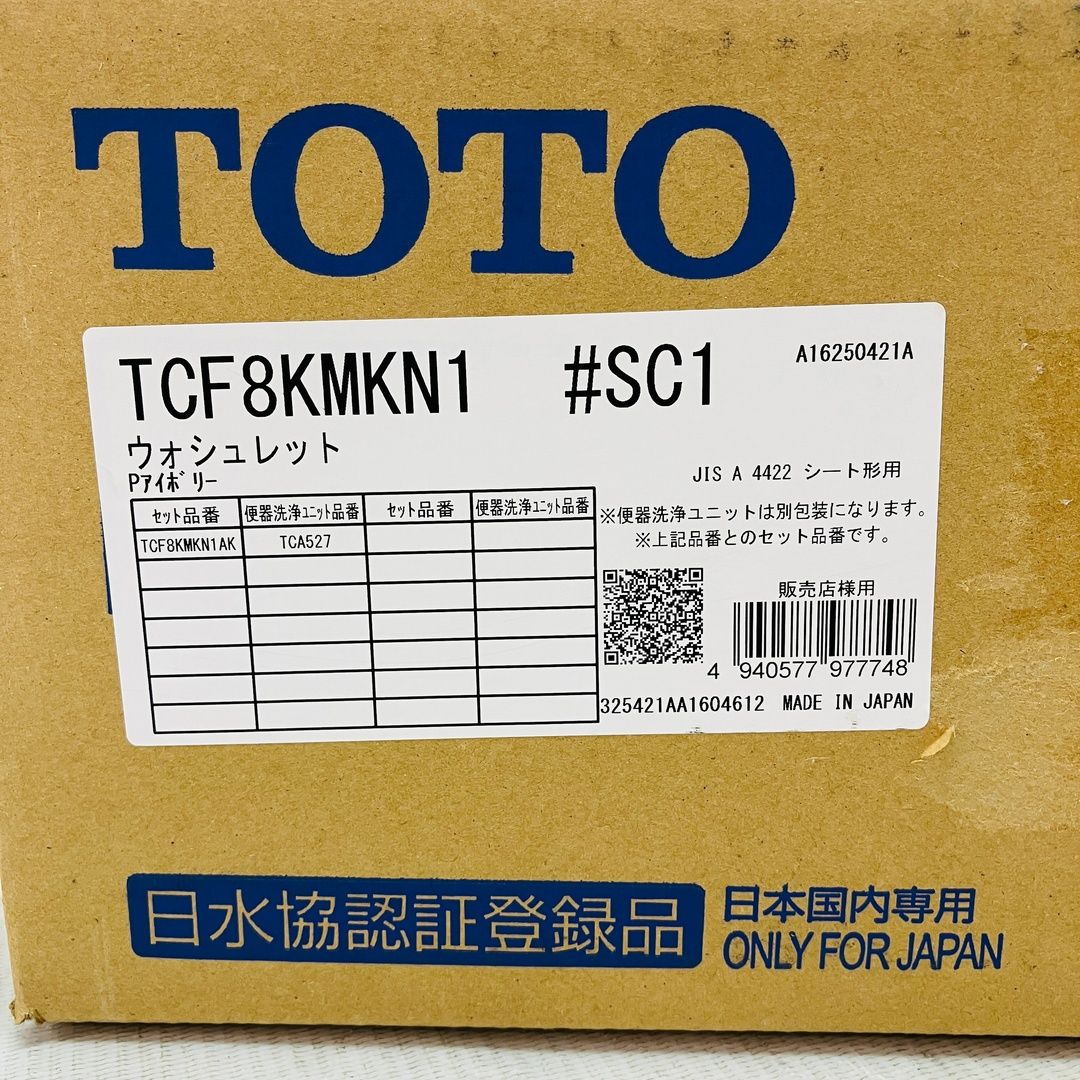 TOTO
TCF8KMKN1 #SC1 A16250421A
ウォシュレット
Pアイボリー
JIS A 4422 シート形用
セット品番 便器洗浄ユニット品番 セット品番 便器洗浄ユニット品番
TCF8KMKN1AK TCA527
※便器洗浄ユニットは別包装になります。
※上記品番とのセット品番です。
販売店様用
4 940577 977748
325421AA1604612 MADE IN JAPAN
日水協認証登録品
日本国内専用
ONLY FOR JAPAN